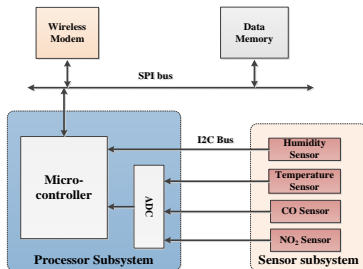 Wireless
Modem
Data
Memory
SPI bus
I2C Bus
Humidity
Sensor
Micro-
controller
ADC
Temperature
Sensor
CO Sensor
NO₂ Sensor
Processor Subsystem
Sensor subsystem